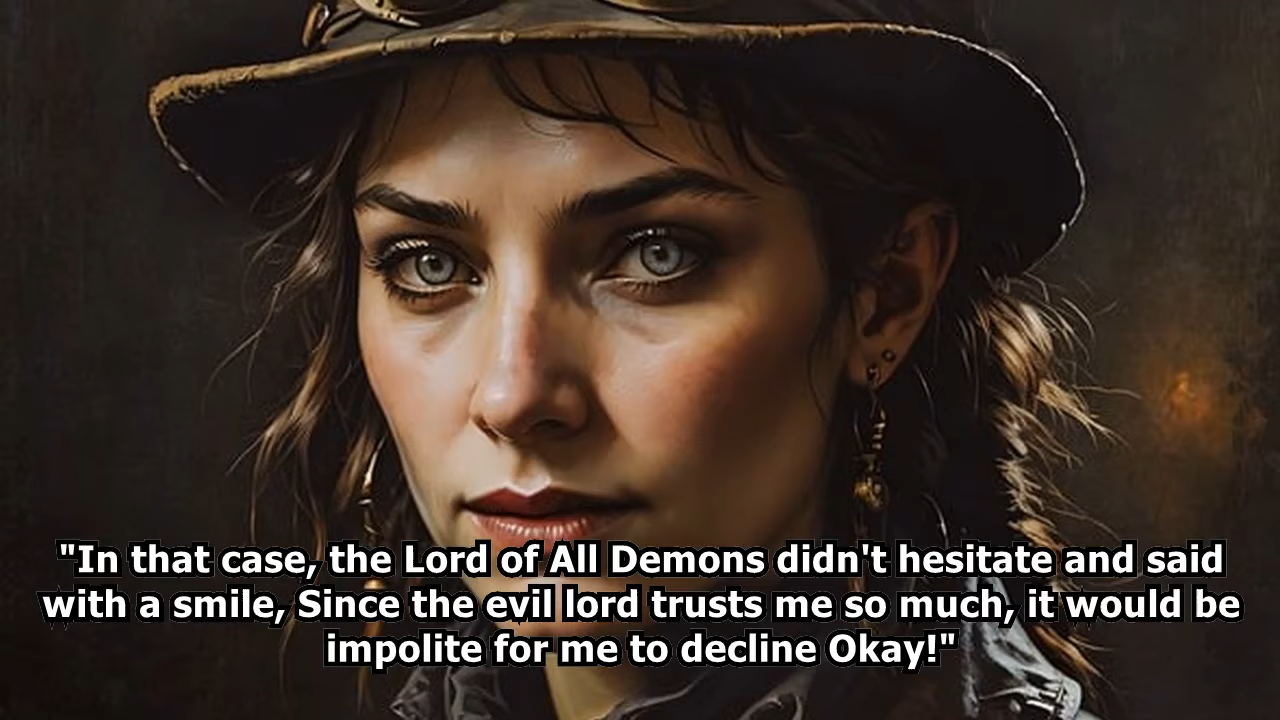 "In that case, the Lord of All Demons didn't hesitate and said
with a smile, Since the evil lord trusts me so much, it would be
impolite for me to decline Okay!"